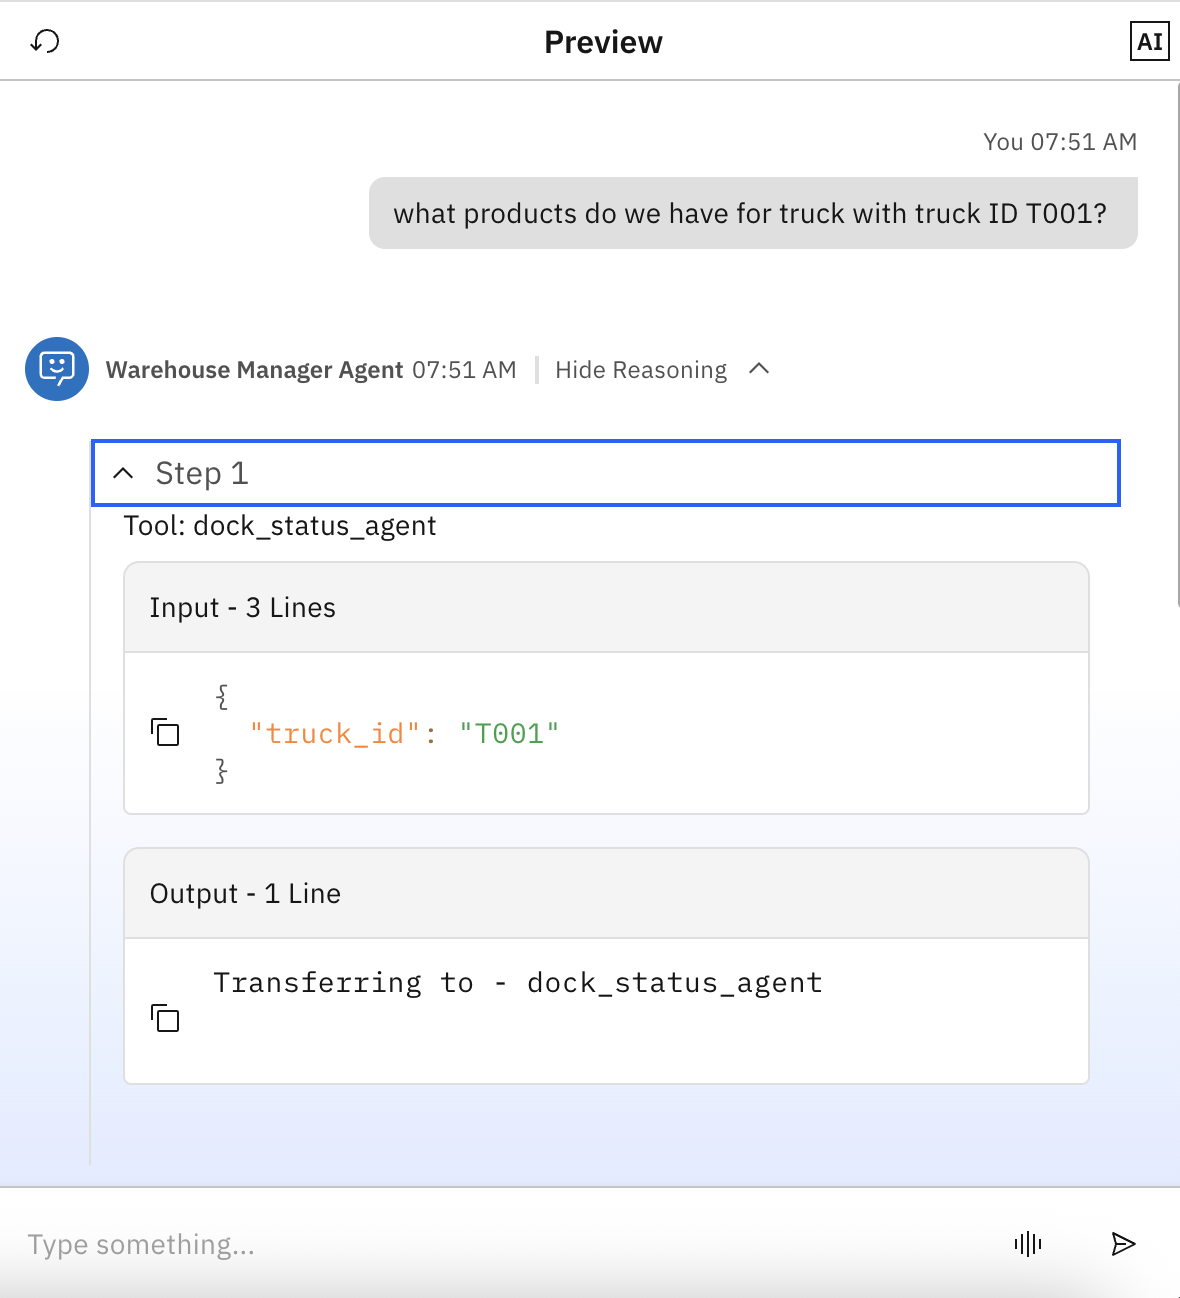 Preview
AI
You 07:51 AM
what products do we have for truck with truck ID T001?
Warehouse Manager Agent 07:51 AM | Hide Reasoning
Step 1
Tool: dock_status_agent
Input - 3 Lines
{
"truck_id": "T001"
}
Output - 1 Line
Transferring to - dock_status_agent
Type something...